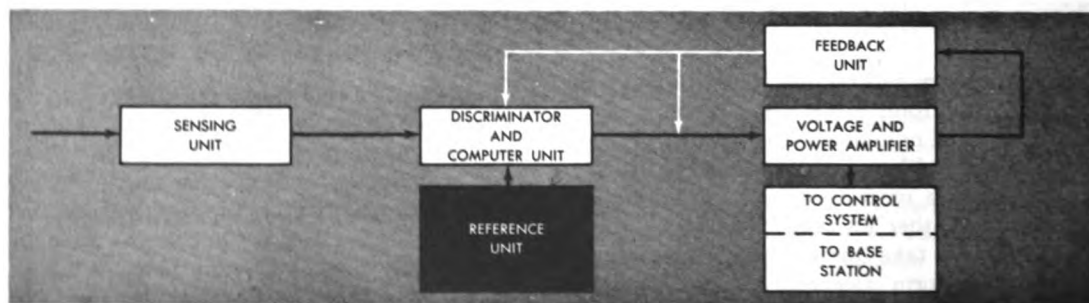 SENSING
UNIT
DISCRIMINATOR
AND
COMPUTER UNIT
REFERENCE
UNIT
FEEDBACK
UNIT
VOLTAGE AND
POWER AMPLIFIER
TO CONTROL
SYSTEM
TO BASE
STATION